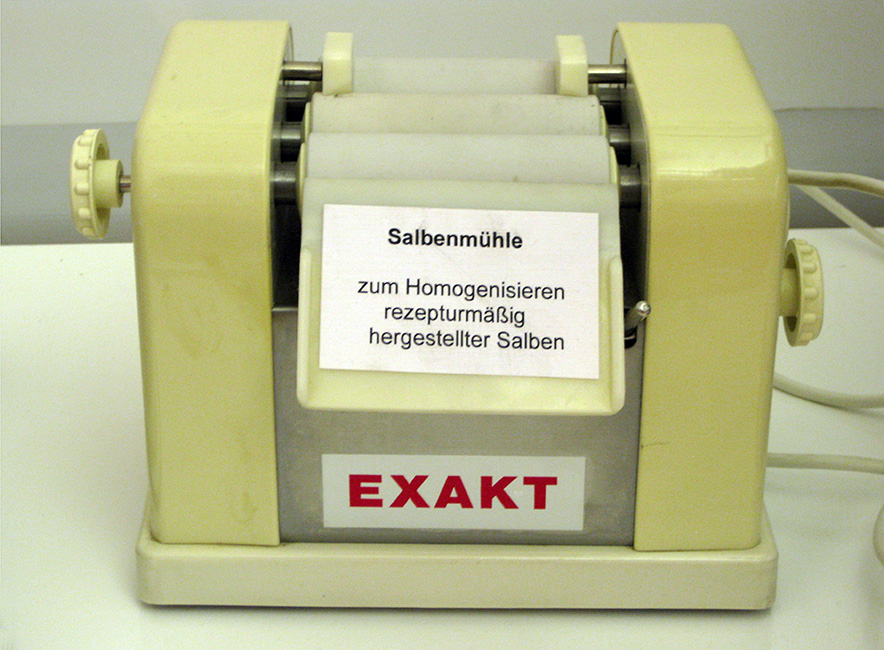 Salbenmühle
zum Homogenisieren
rezepturmäßig
hergestellter Salben
EXAKT